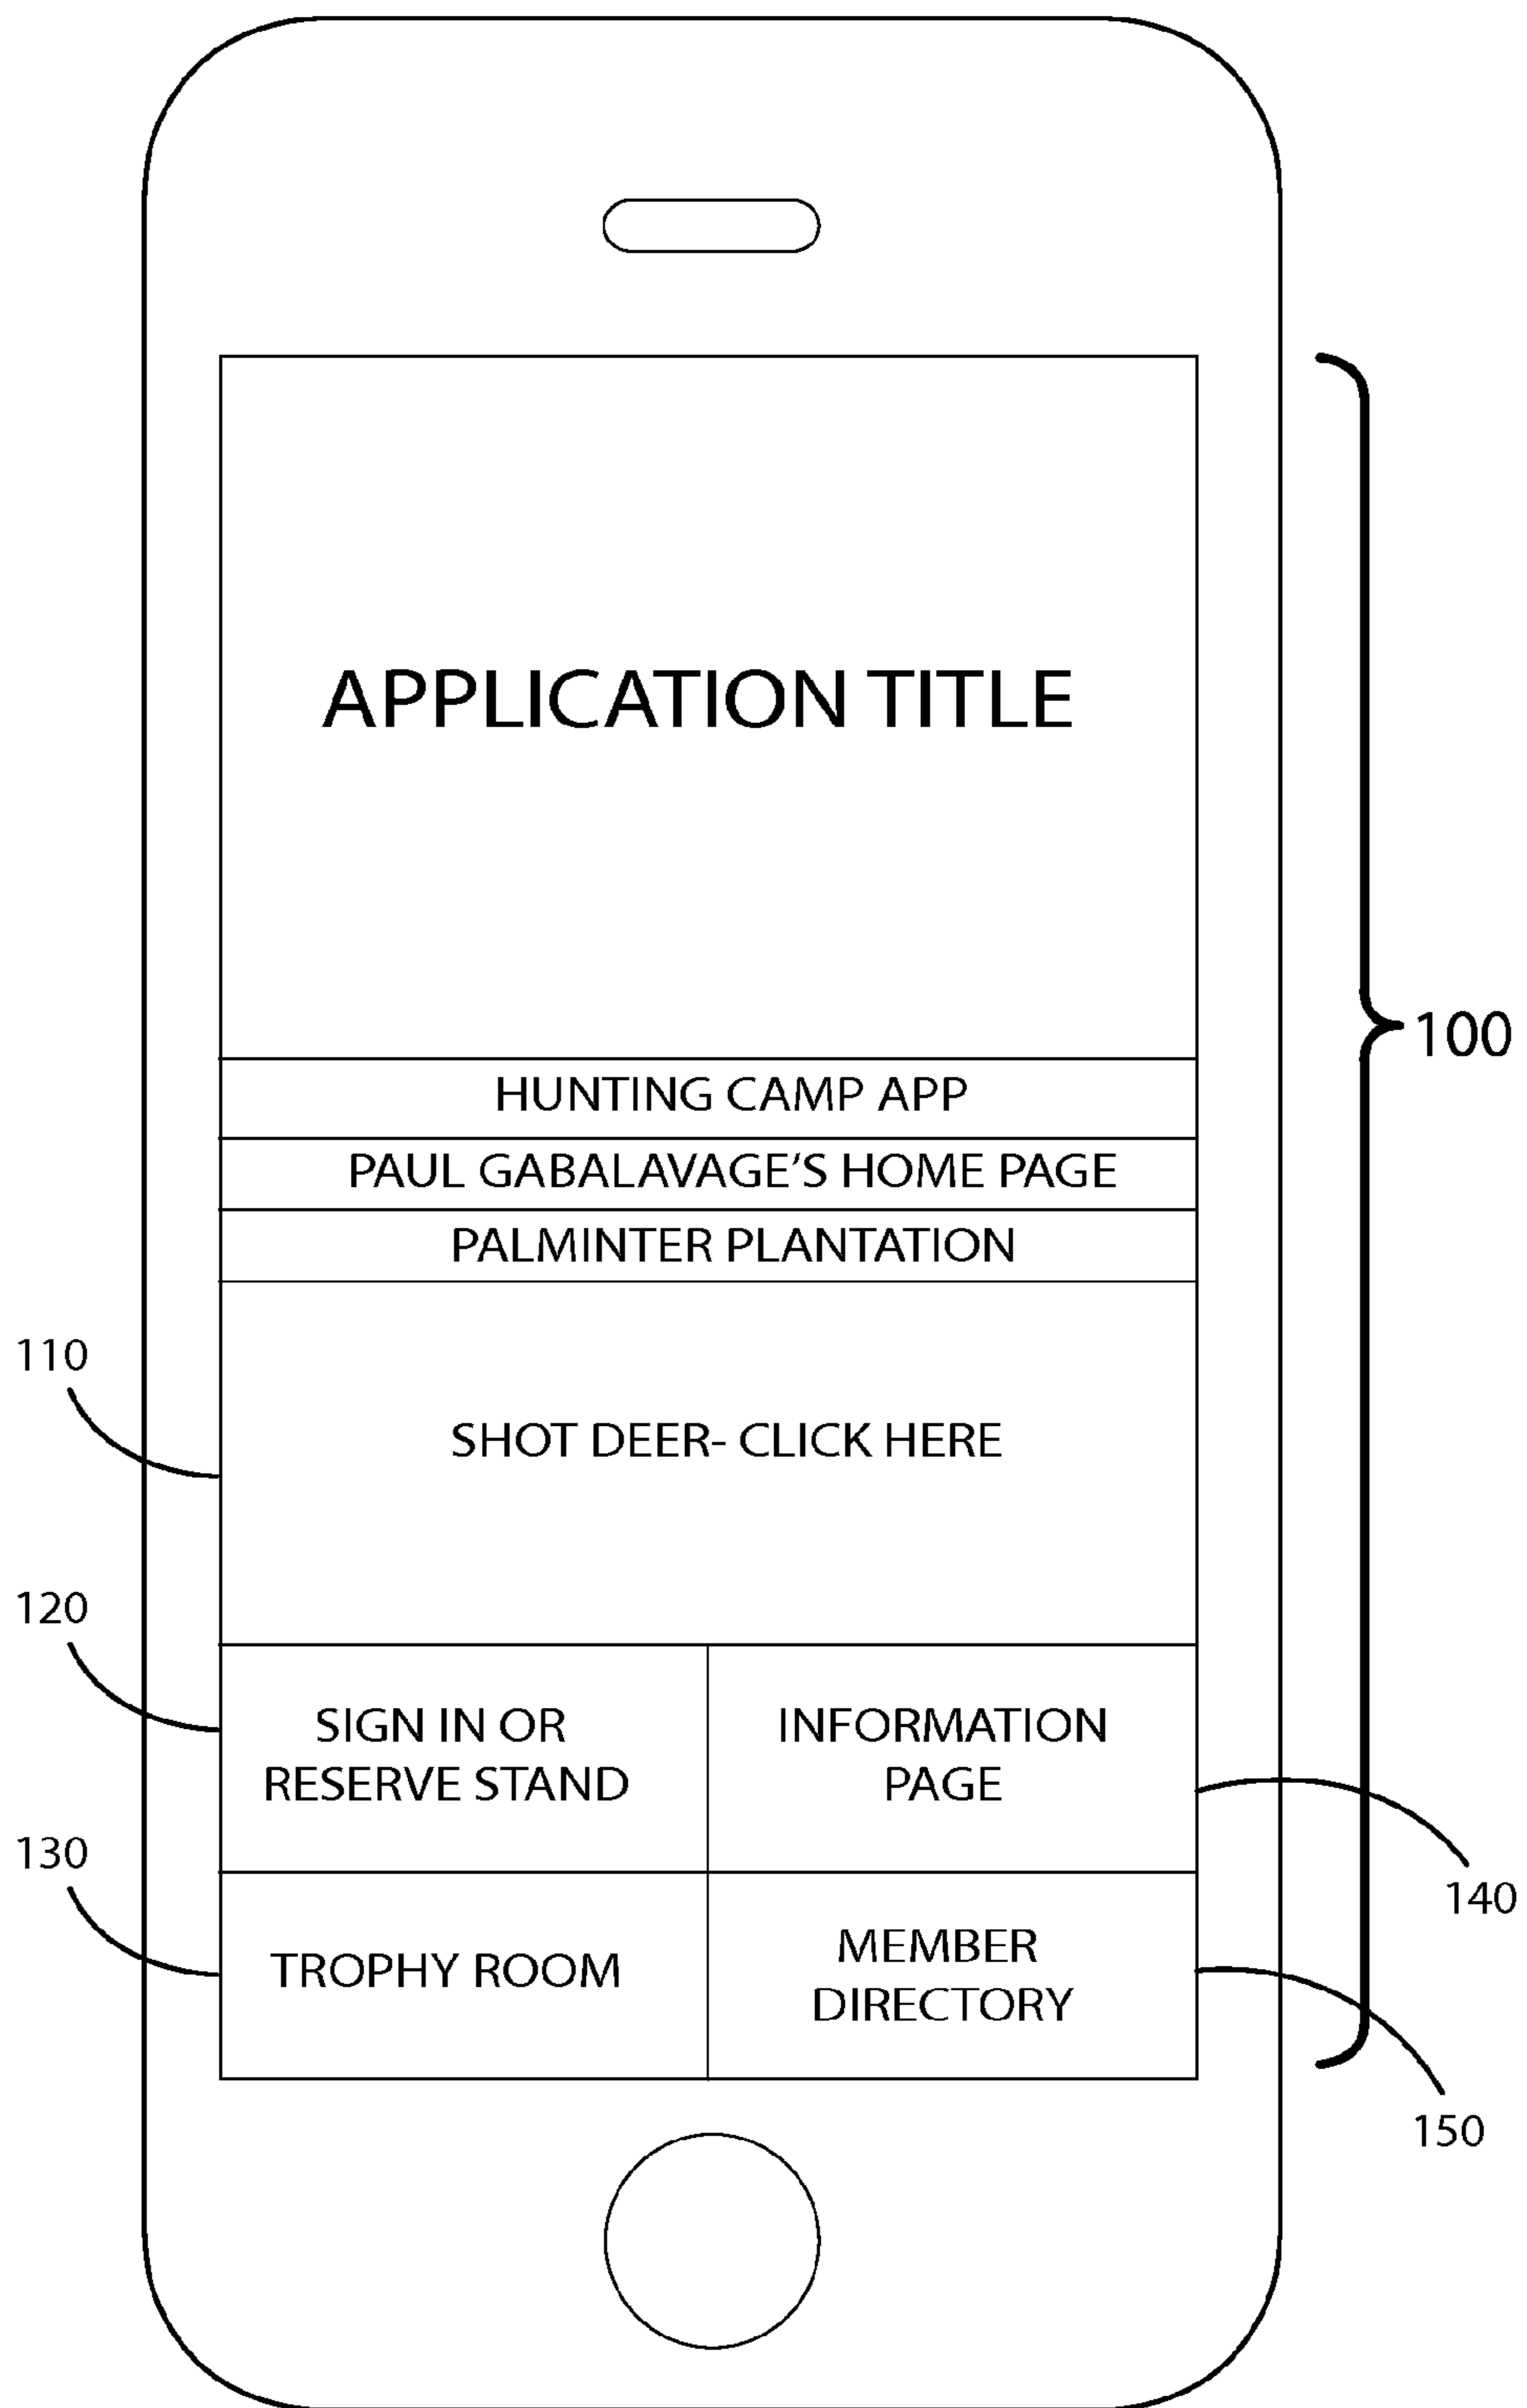 APPLICATION TITLE
100
HUNTING CAMP APP
PAUL GABALAVAGE'S HOME PAGE
PALMINTER PLANTATION
110
SHOT DEER- CLICK HERE
120
SIGN IN OR
RESERVE STAND
INFORMATION
PAGE
130
140
TROPHY ROOM
MEMBER
DIRECTORY
150